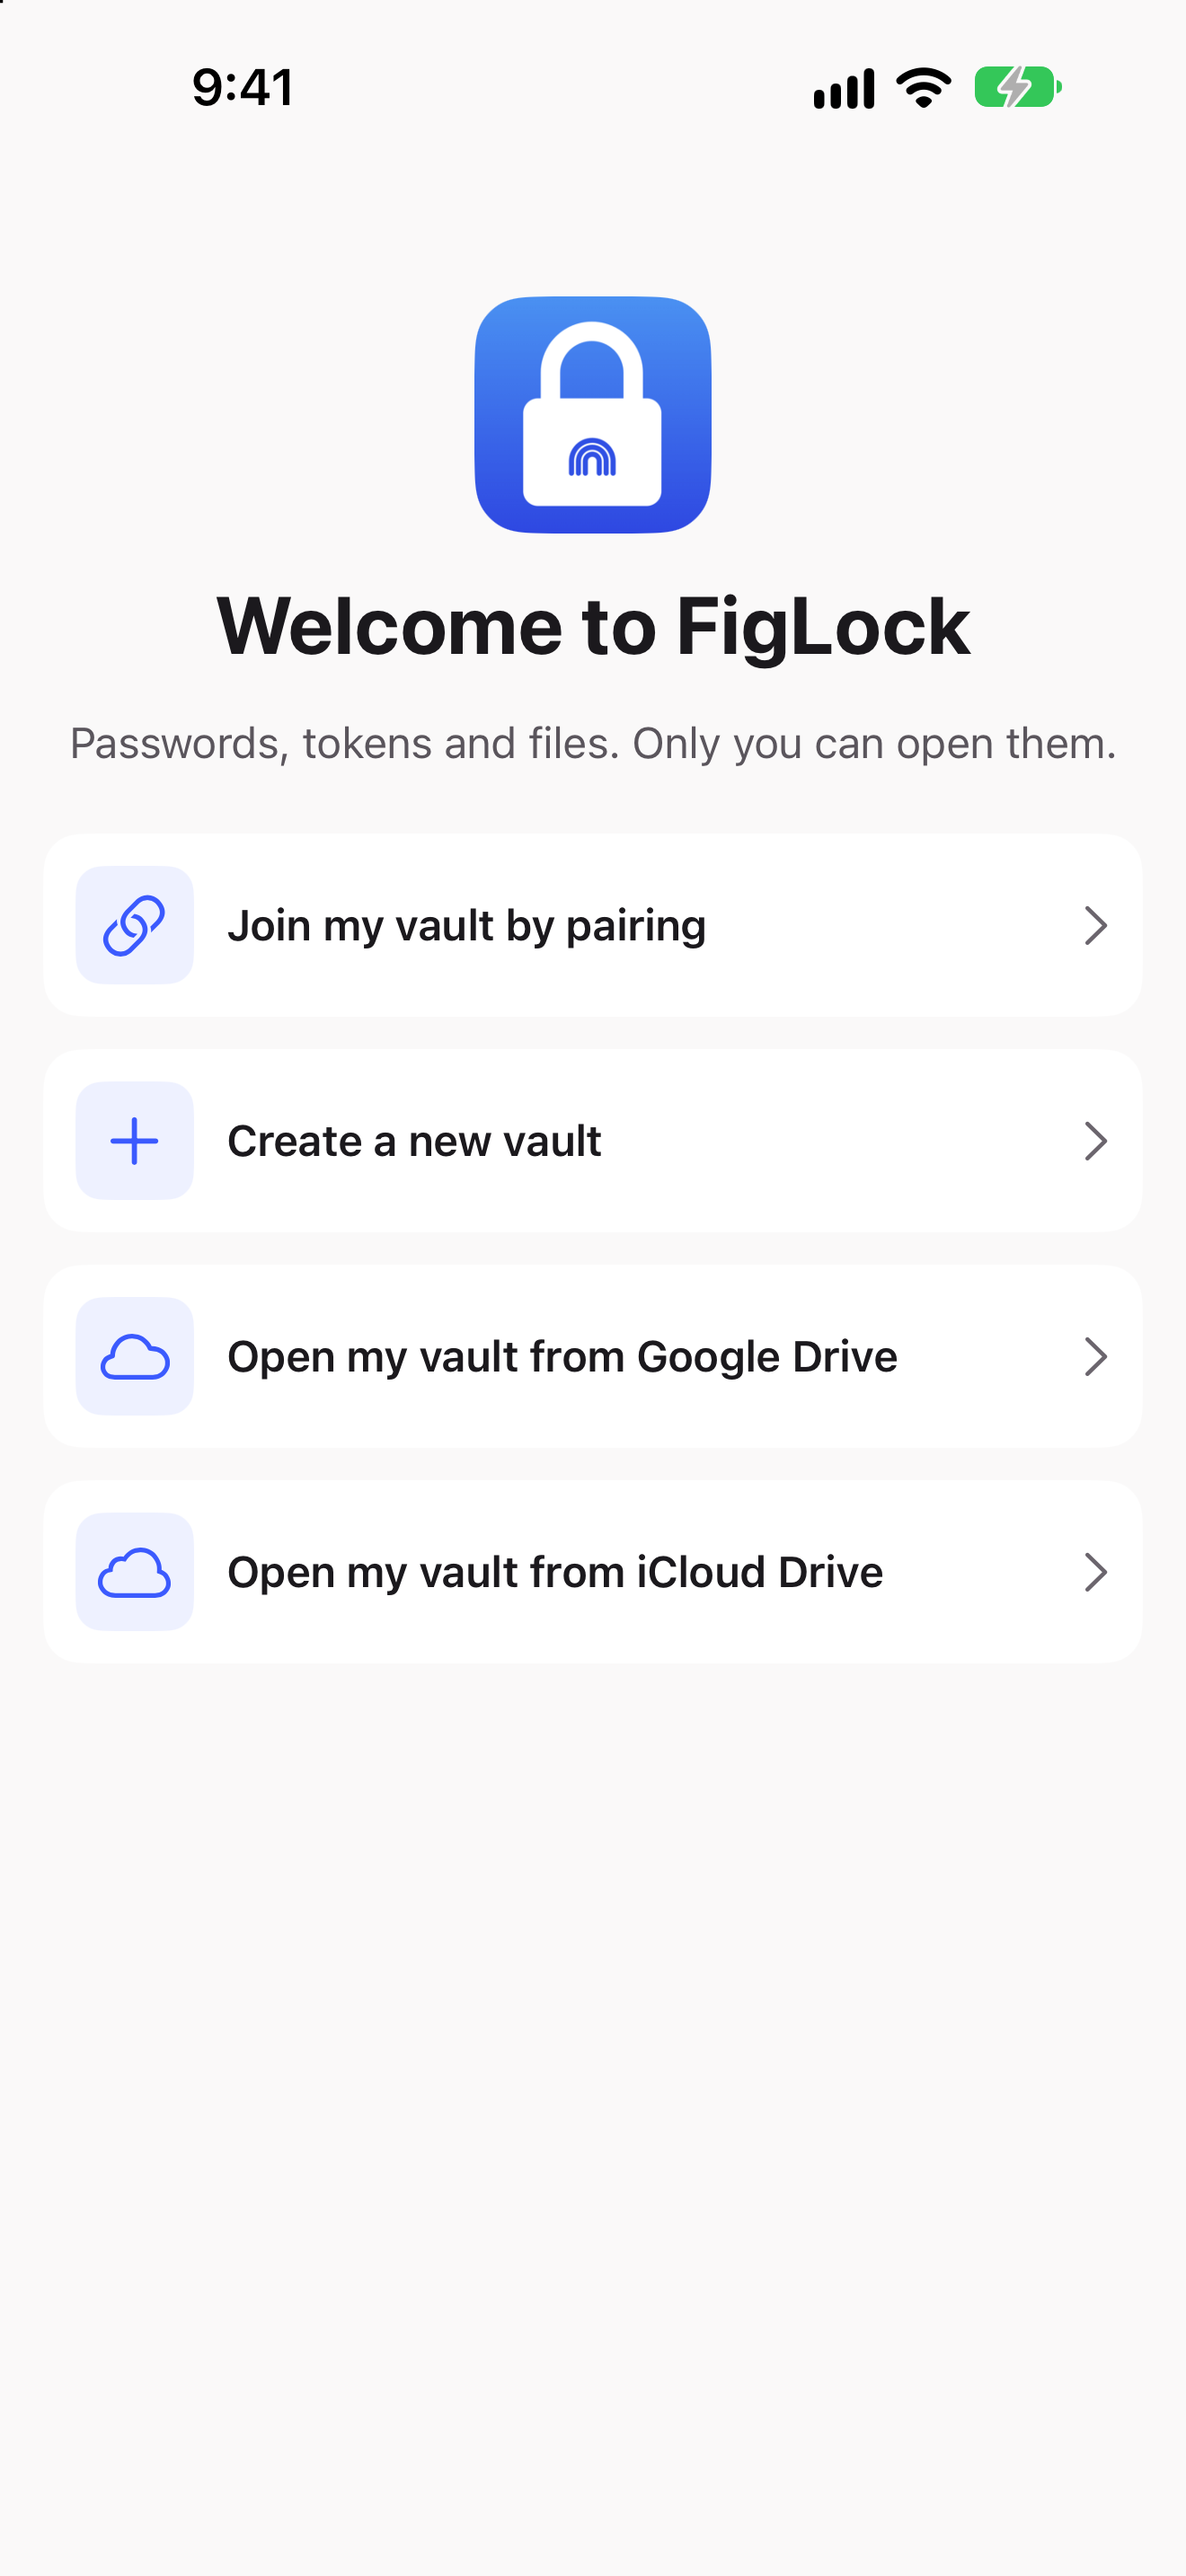 9:41
Welcome to FigLock
Passwords, tokens and files. Only you can open them.
Join my vault by pairing
Create a new vault
Open my vault from Google Drive
Open my vault from iCloud Drive